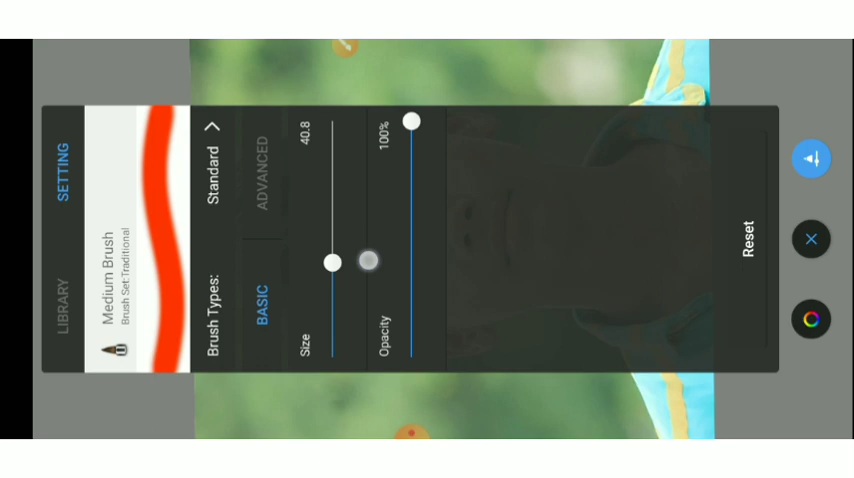 LIBRARY SETTING
Medium Brush
Brush Set:Traditional
Brush Types: Standard
BASIC ADVANCED
Size 40.8
Opacity 100%
Reset